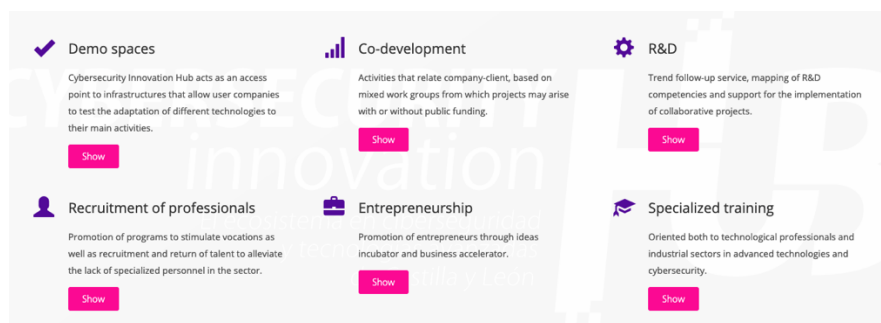 Demo spaces
Cybersecurity Innovation Hub acts as an access
point to infrastructures that allow user companies
to test the adaptation of different technologies to
their main activities.
Show
Co-development
Activities that relate company-client, based on
mixed work groups from which projects may arise
with or without public funding.
Show
R&D
Trend follow-up service, mapping of R&D
competencies and support for the implementation
of collaborative projects.
Show
Recruitment of professionals
Promotion of programs to stimulate vocations as
well as recruitment and return of talent to alleviate
the lack of specialized personnel in the sector.
Show
Entrepreneurship
Promotion of entrepreneurs through ideas
incubator and business accelerator.
Show
Specialized training
Oriented both to technological professionals and
industrial sectors in advanced technologies and
cybersecurity.
Show
CYBERSECURITY
innovation
HUB